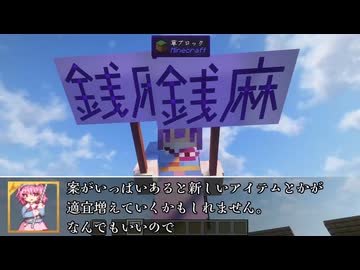 草ブロック
Minecraft
銭 銭麻
案がいっぱいあると新しいアイテムとかが
適宜増えていくかもしれません。
なんでもいいので